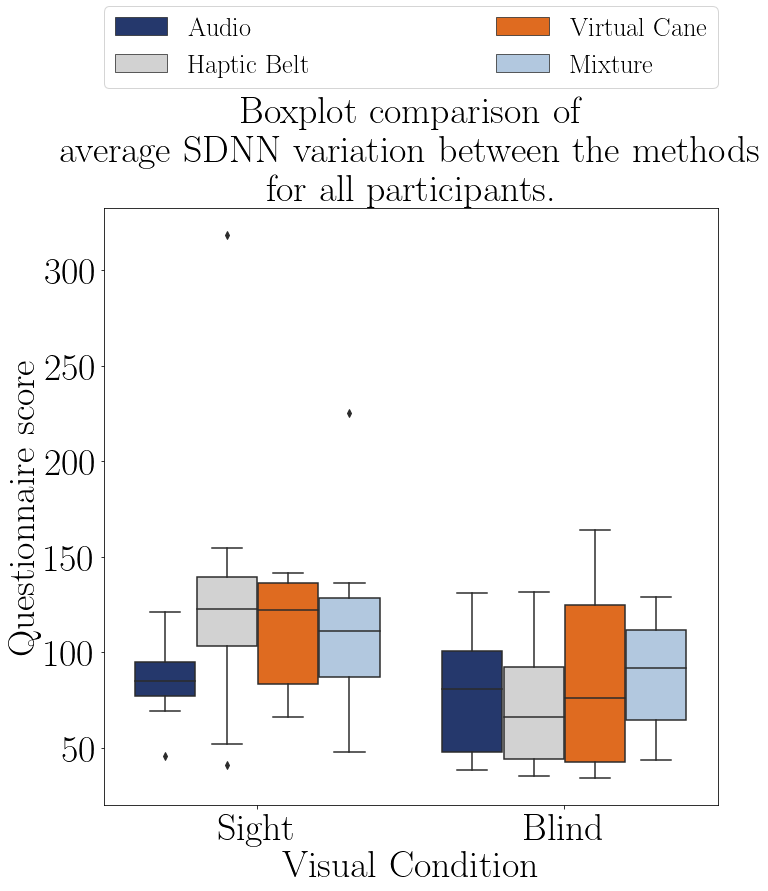 Audio
Haptic Belt
Virtual Cane
Mixture
Boxplot comparison of
average SDNN variation between the methods
for all participants.
Questionnaire score
300
250
200
150
100
50
Sight
Blind
Visual Condition